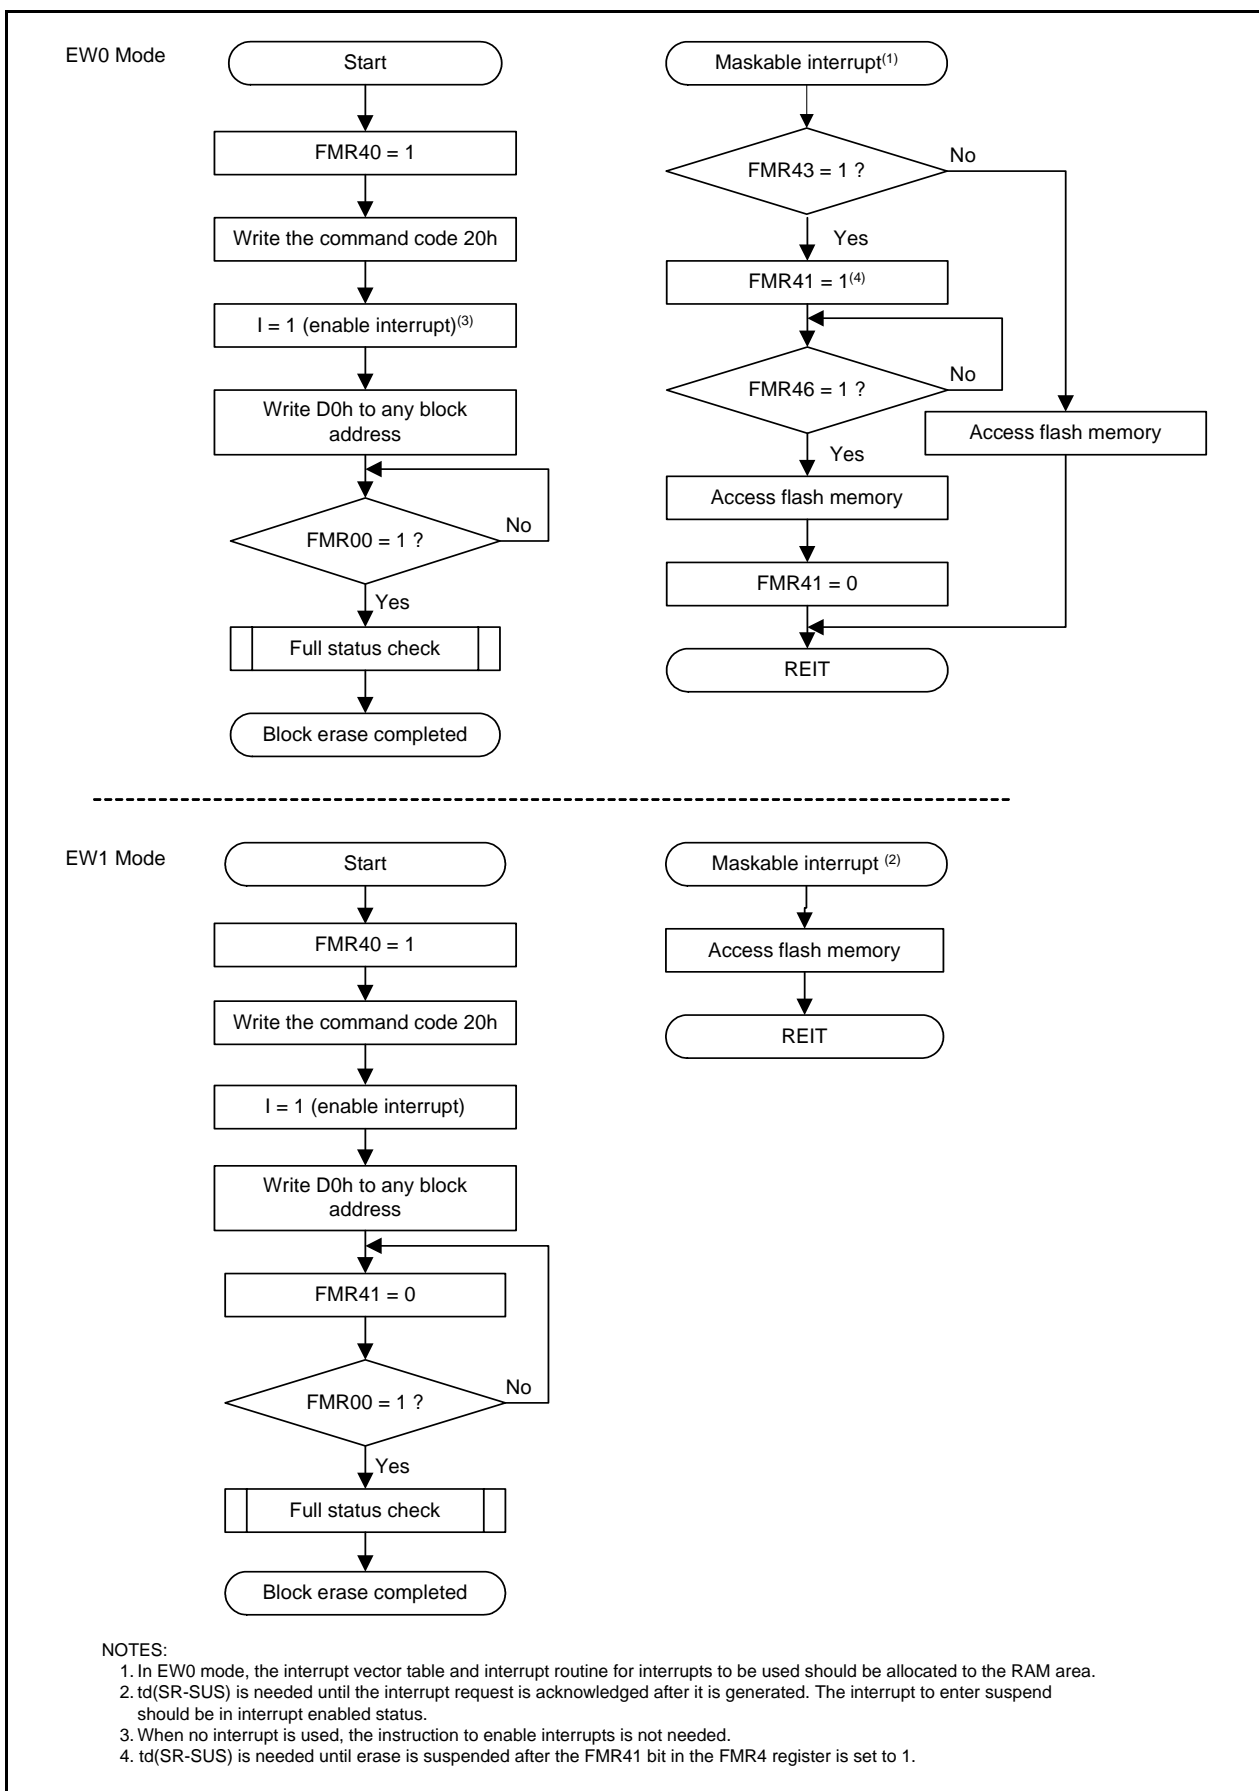 EW0 Mode
Start
FMR40 = 1
Write the command code 20h
I = 1 (enable interrupt)(3)
Write D0h to any block
address
FMR00 = 1 ?
No
Yes
Full status check
Block erase completed
Maskable interrupt(1)
FMR43 = 1 ?
No
Yes
FMR41 = 1(4)
FMR46 = 1 ?
No
Yes
Access flash memory
FMR41 = 0
Access flash memory
REIT
EW1 Mode
Start
FMR40 = 1
Write the command code 20h
I = 1 (enable interrupt)
Write D0h to any block
address
FMR41 = 0
FMR00 = 1 ?
No
Yes
Full status check
Block erase completed
Maskable interrupt (2)
Access flash memory
REIT
NOTES:
1. In EW0 mode, the interrupt vector table and interrupt routine for interrupts to be used should be allocated to the RAM area.
2. td(SR-SUS) is needed until the interrupt request is acknowledged after it is generated. The interrupt to enter suspend
should be in interrupt enabled status.
3. When no interrupt is used, the instruction to enable interrupts is not needed.
4. td(SR-SUS) is needed until erase is suspended after the FMR41 bit in the FMR4 register is set to 1.